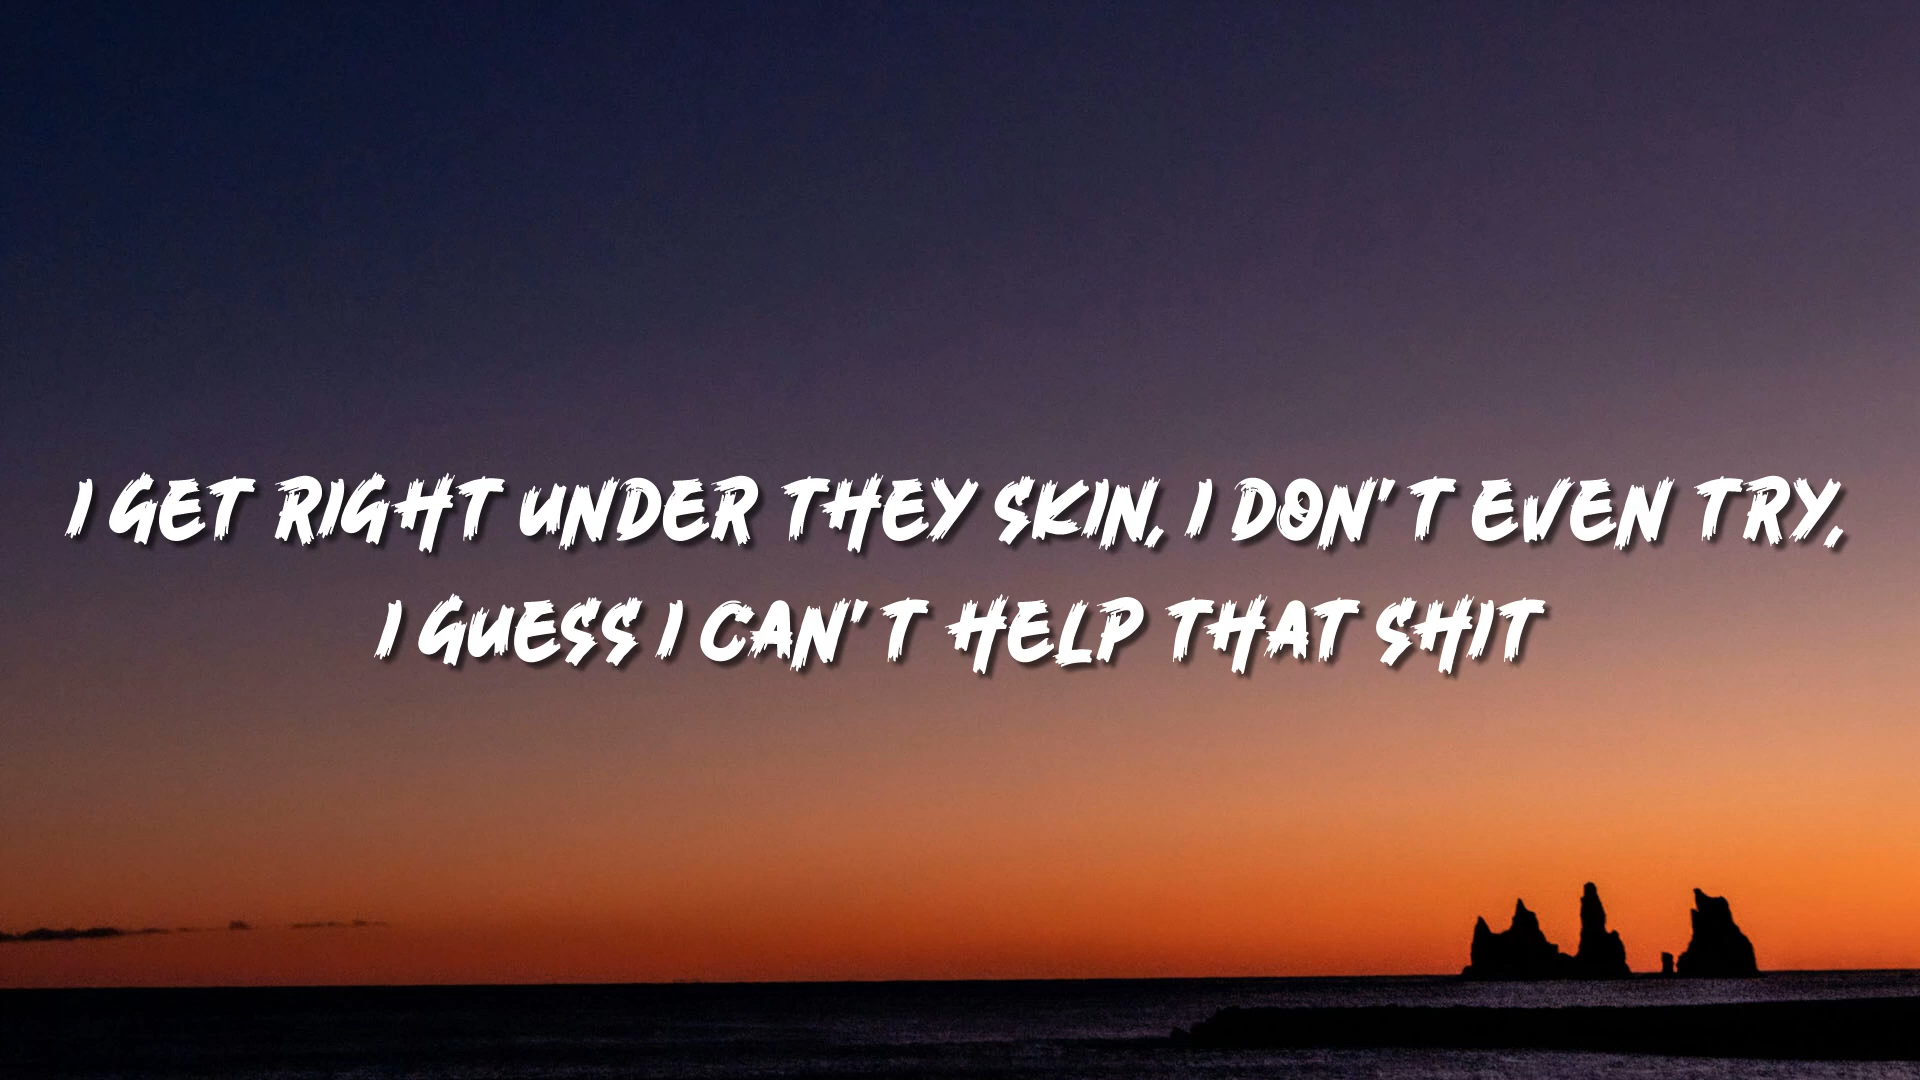 I GET RIGHT UNDER THEY SKIN, I DON'T EVEN TRY,
I GUESS I CAN'T HELP THAT SHIT